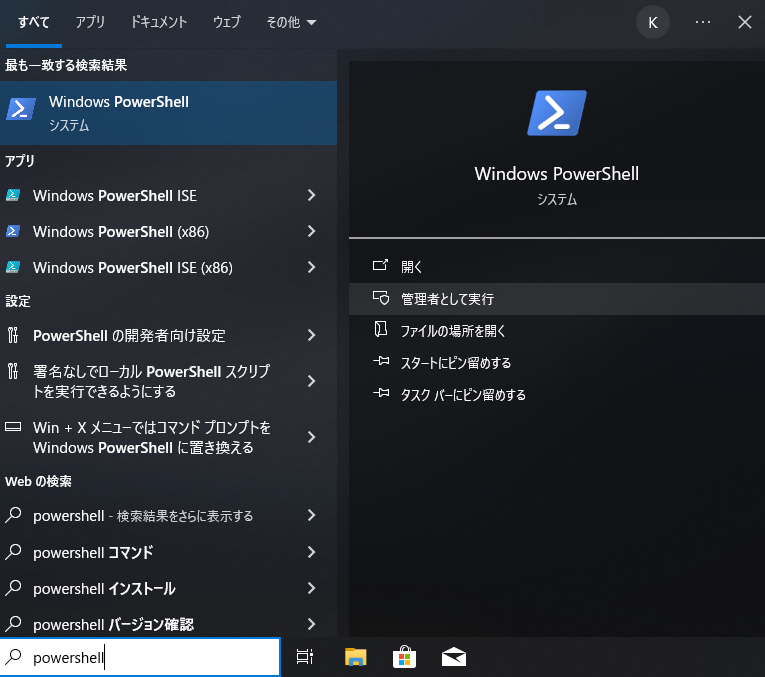 すべて アプリ ドキュメント ウェブ その他 K
最も一致する検索結果
Windows PowerShell
システム
アプリ
Windows PowerShell ISE
Windows PowerShell (x86)
Windows PowerShell ISE (x86)
設定
PowerShell の開発者向け設定
署名なしでローカル PowerShell スクリプ
トを実行できるようにする
Win + X メニューではコマンド プロンプトを
Windows PowerShell に置き換える
Web の検索
powershell - 検索結果をさらに表示する
powershell コマンド
powershell インストール
powershell バージョン確認
powershell
Windows PowerShell
システム
開く
管理者として実行
ファイルの場所を開く
スタートにピン留めする
タスク バーにピン留めする